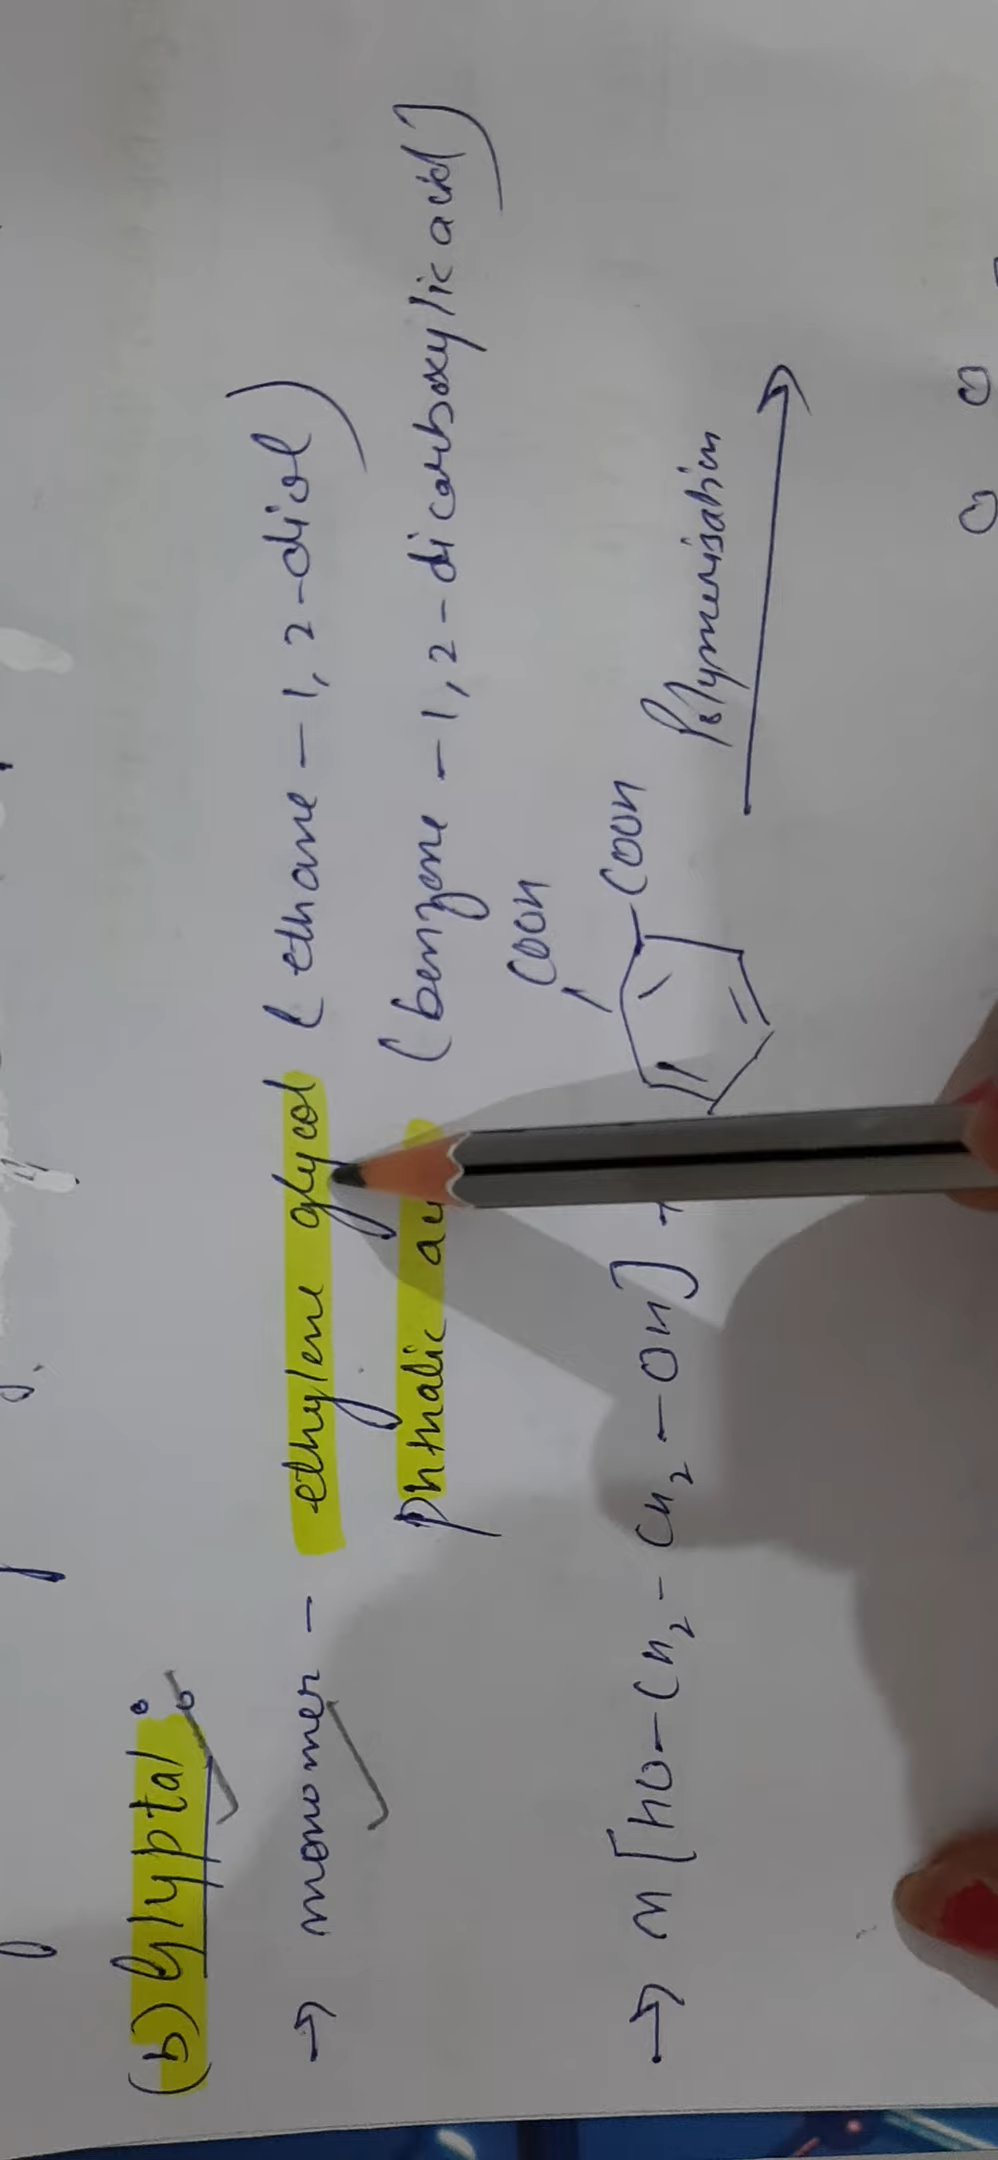 (b) Glyptal :
→ monomer - ethylene glycol (ethane - 1, 2 - diol)
phthalic (benzene - 1, 2 - dicarboxylic acid)
COOH
→ n [HO - CH2 - CH2 - OH] + COOH Polymerisation
O O